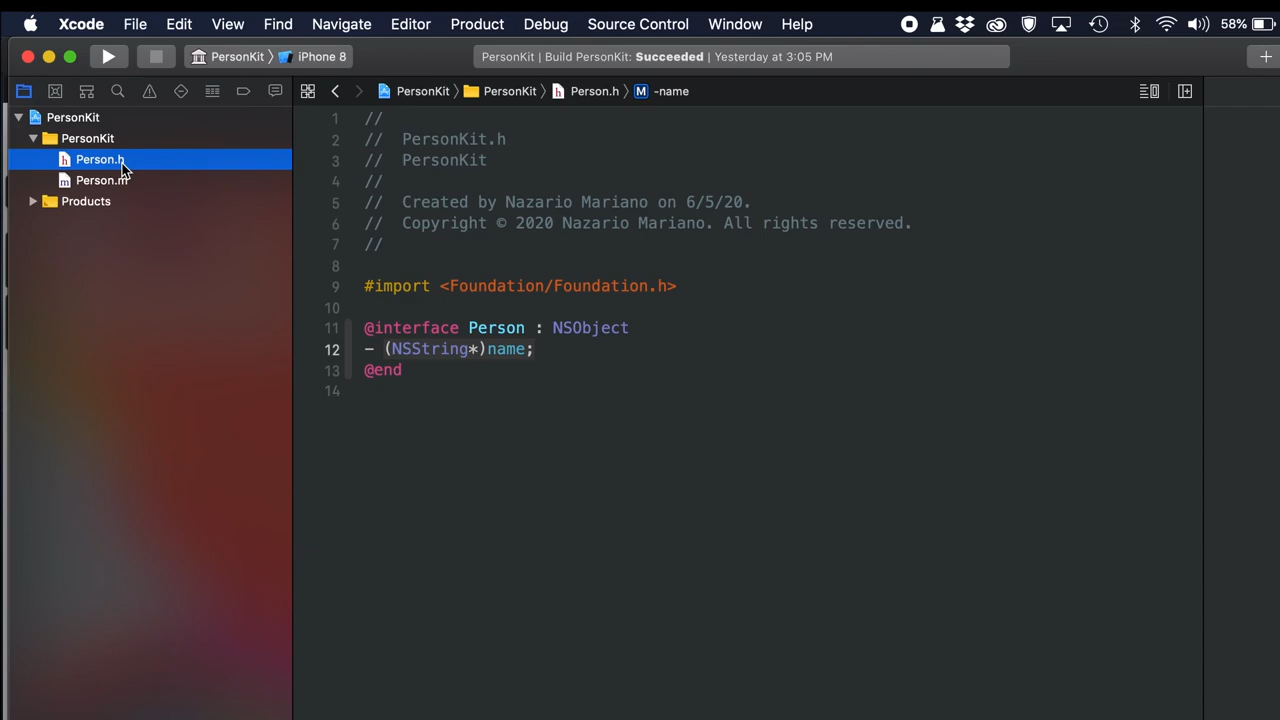 Xcode File Edit View Find Navigate Editor Product Debug Source Control Window Help 58%
PersonKit 〉 iPhone 8 PersonKit | Build PersonKit: Succeeded | Yesterday at 3:05 PM
PersonKit 〉 PersonKit 〉 h Person.h 〉 M -name
PersonKit
PersonKit
h Person.h
m Person.m
Products
1 //
2 // PersonKit.h
3 // PersonKit
4 //
5 // Created by Nazario Mariano on 6/5/20.
6 // Copyright © 2020 Nazario Mariano. All rights reserved.
7 //
8
9 #import <Foundation/Foundation.h>
10
11 @interface Person : NSObject
12 - (NSString*)name;
13 @end
14